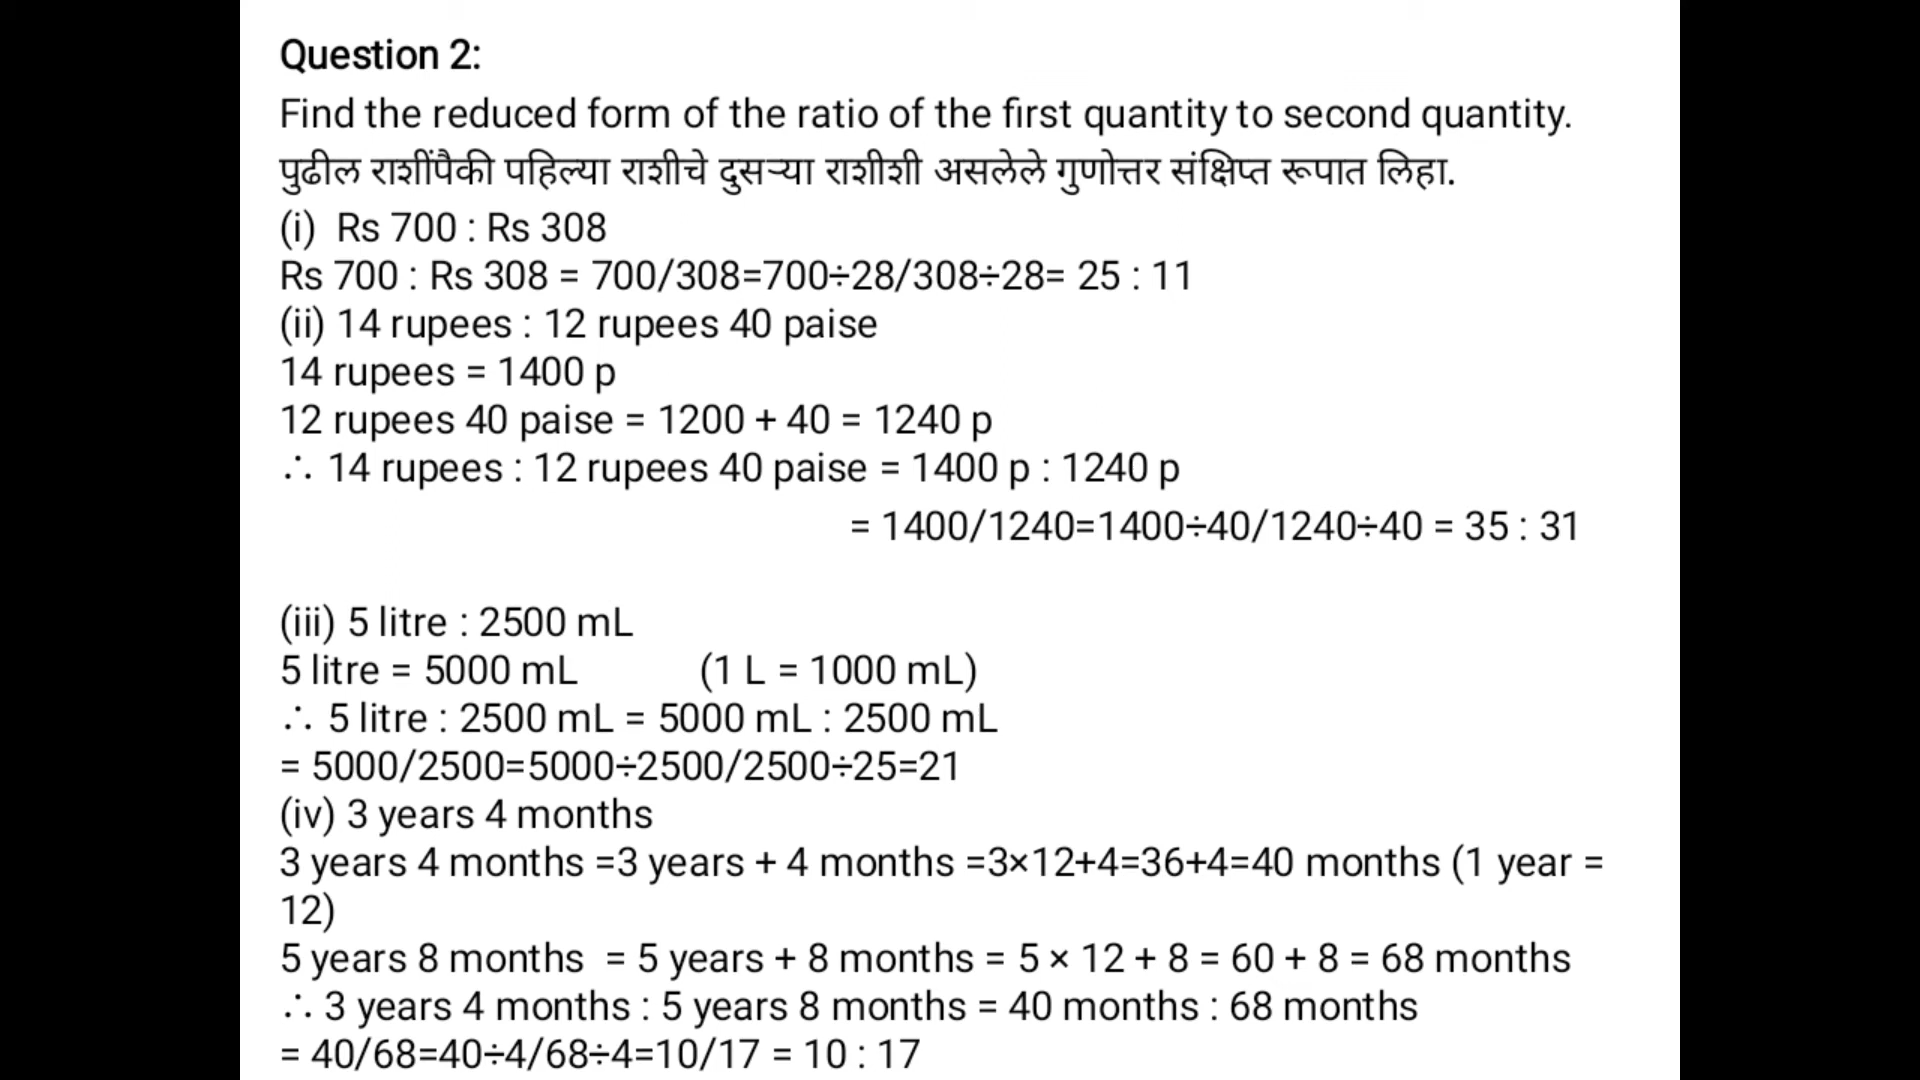 Question 2:
Find the reduced form of the ratio of the first quantity to second quantity.
पुढील राशींपैकी पहिल्या राशीचे दुसऱ्या राशीशी असलेले गुणोत्तर संक्षिप्त रूपात लिहा.
(i)  Rs 700 : Rs 308
Rs 700 : Rs 308 = 700/308=700÷28/308÷28= 25 : 11
(ii) 14 rupees : 12 rupees 40 paise
14 rupees = 1400 p
12 rupees 40 paise = 1200 + 40 = 1240 p
∴ 14 rupees : 12 rupees 40 paise = 1400 p : 1240 p
= 1400/1240=1400÷40/1240÷40 = 35 : 31
(iii) 5 litre : 2500 mL
5 litre = 5000 mL (1 L = 1000 mL)
∴ 5 litre : 2500 mL = 5000 mL : 2500 mL
= 5000/2500=5000÷2500/2500÷25=21
(iv) 3 years 4 months
3 years 4 months =3 years + 4 months =3×12+4=36+4=40 months (1 year =
12)
5 years 8 months  = 5 years + 8 months = 5 × 12 + 8 = 60 + 8 = 68 months
∴ 3 years 4 months : 5 years 8 months = 40 months : 68 months
= 40/68=40÷4/68÷4=10/17 = 10 : 17